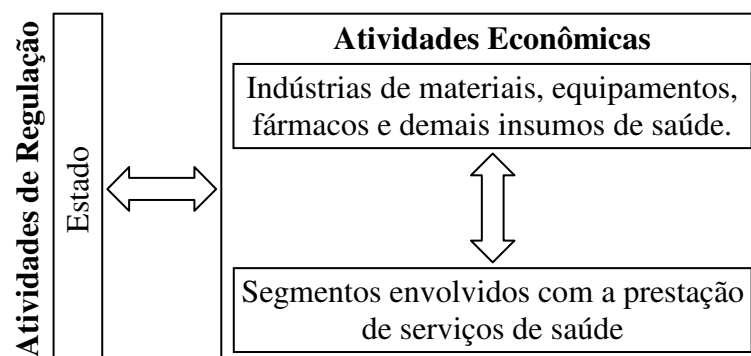 Atividades de Regulação
Estado
Atividades Econômicas
Indústrias de materiais, equipamentos,
fármacos e demais insumos de saúde.
Segmentos envolvidos com a prestação
de serviços de saúde